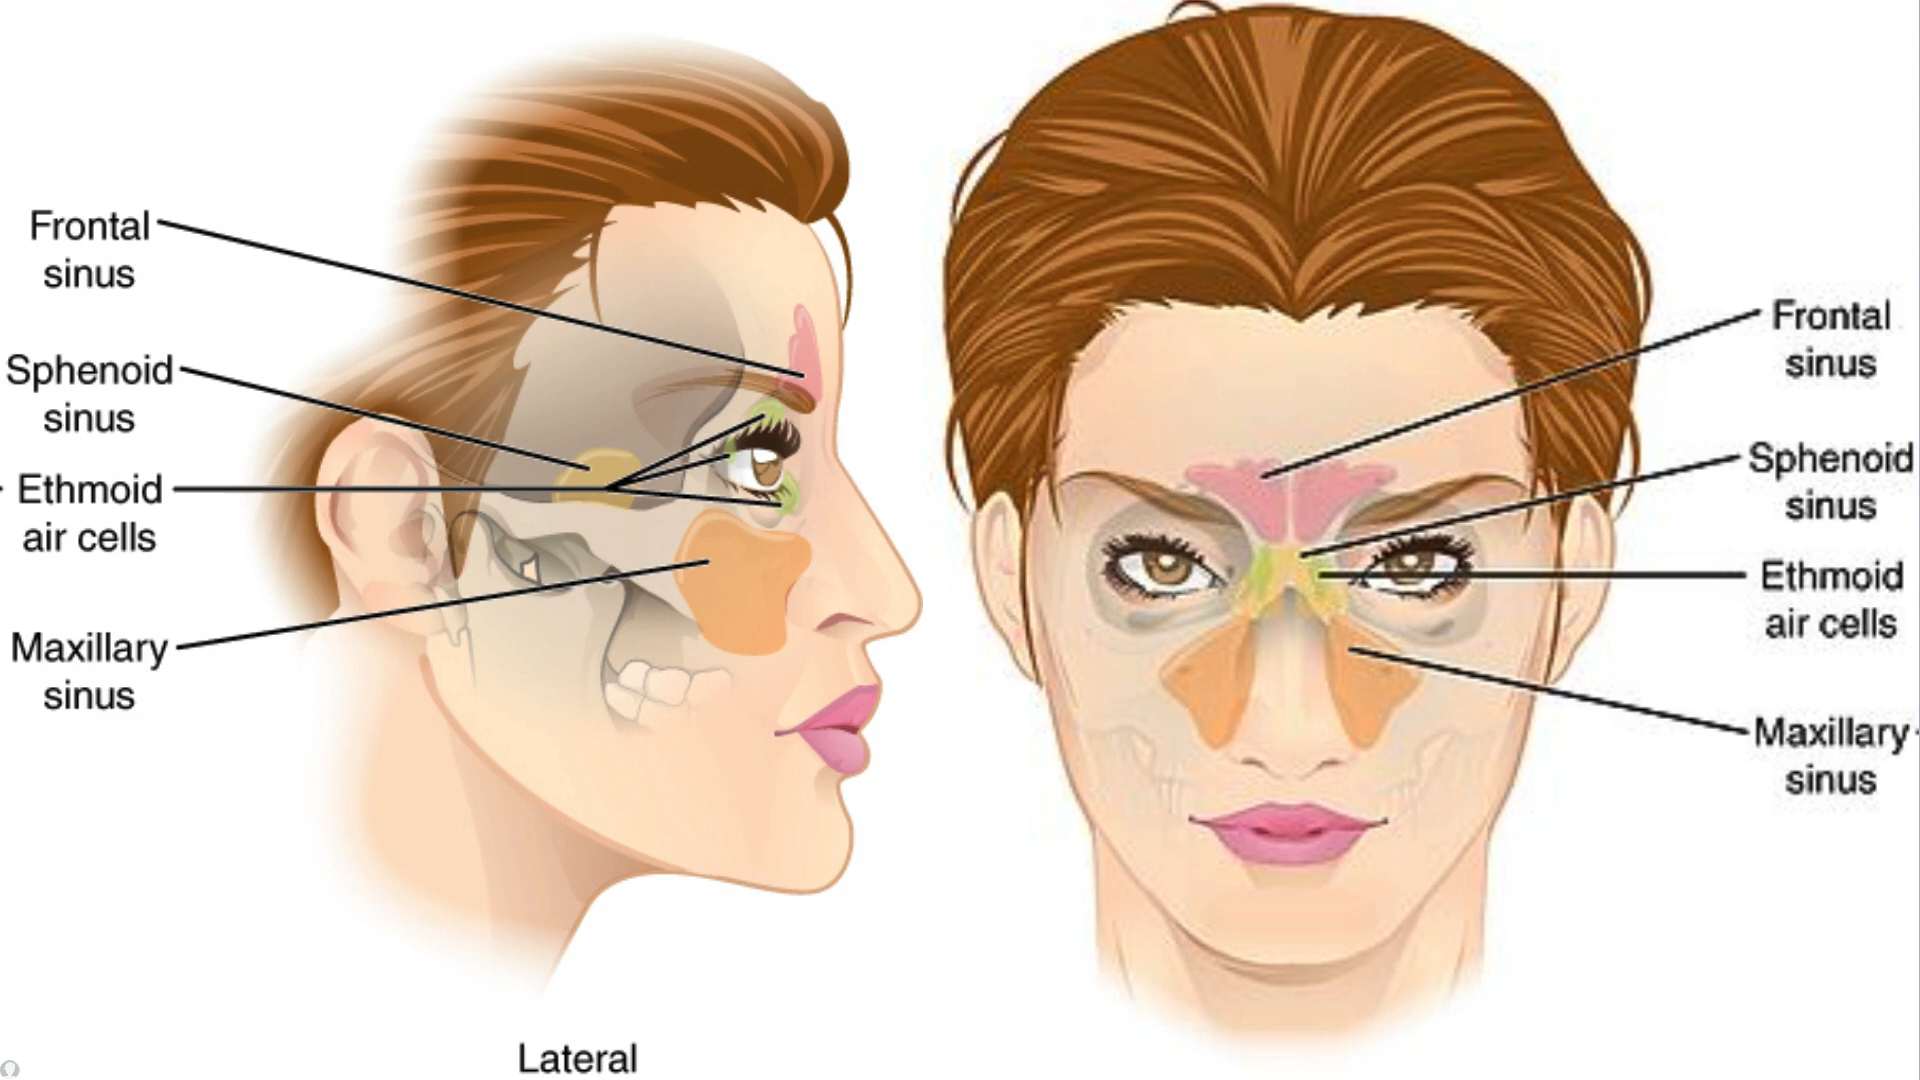 Frontal
sinus
Sphenoid
sinus
Ethmoid
air cells
Maxillary
sinus
Lateral
Frontal
sinus
Sphenoid
sinus
Ethmoid
air cells
Maxillary
sinus